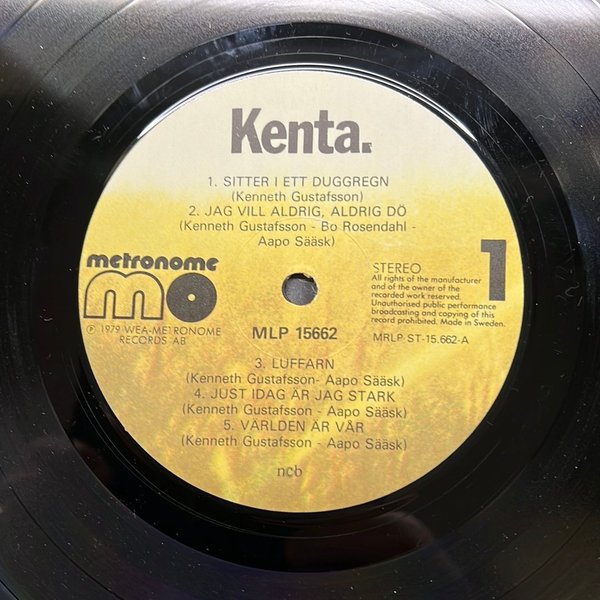 Kenta.
1. SITTER I ETT DUGGREGN
(Kenneth Gustafsson)
2. JAG VILL ALDRIG, ALDRIG DÖ
(Kenneth Gustafsson - Bo Rosendahl -
Aapo Sääsk)
metronome
mo
℗ 1979 WEA-METRONOME
RECORDS AB
STEREO
All rights of the manufacturer
and of the owner of the
recorded work reserved.
Unauthorised public performance
broadcasting and copying of this
record prohibited. Made in Sweden.
1
MLP 15662
MRLP ST-15.662-A
3. LUFFARN
(Kenneth Gustafsson- Aapo Sääsk)
4. JUST IDAG ÄR JAG STARK
(Kenneth Gustafsson - Aapo Sääsk)
5. VÄRLDEN ÄR VÅR
(Kenneth Gustafsson - Aapo Sääsk)
ncb